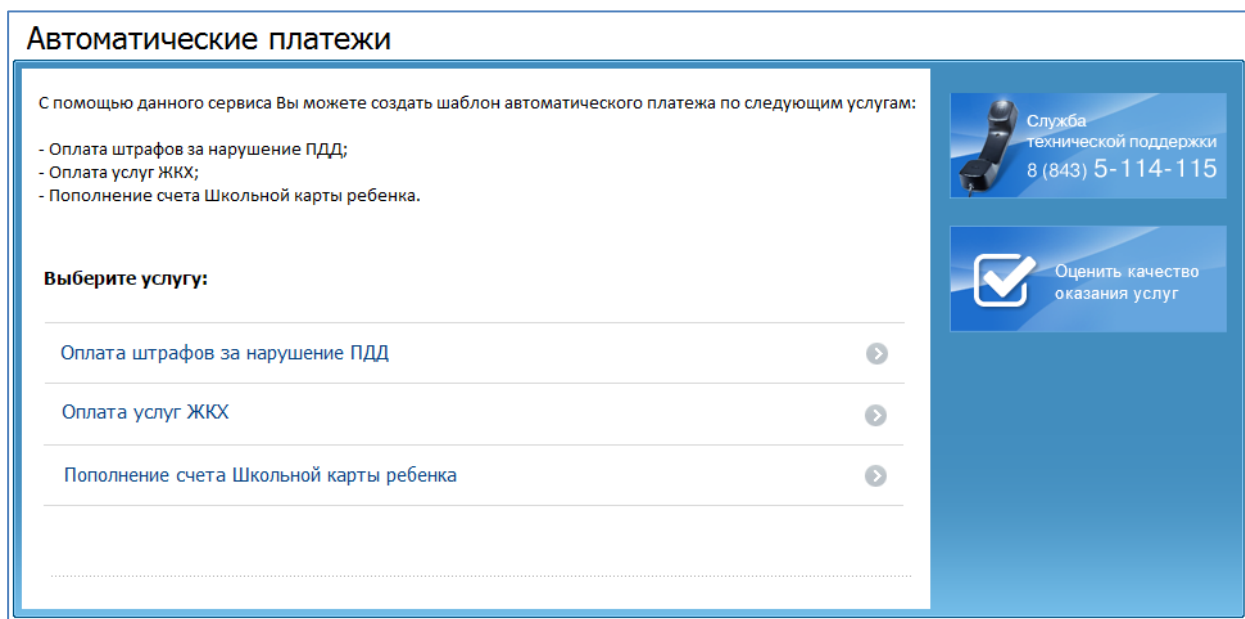 Автоматические платежи
С помощью данного сервиса Вы можете создать шаблон автоматического платежа по следующим услугам:
- Оплата штрафов за нарушение ПДД;
- Оплата услуг ЖКХ;
- Пополнение счета Школьной карты ребенка.
Выберите услугу:
Оплата штрафов за нарушение ПДД
Оплата услуг ЖКХ
Пополнение счета Школьной карты ребенка
Служба
технической поддержки
8 (843) 5-114-115
Оценить качество
оказания услуг